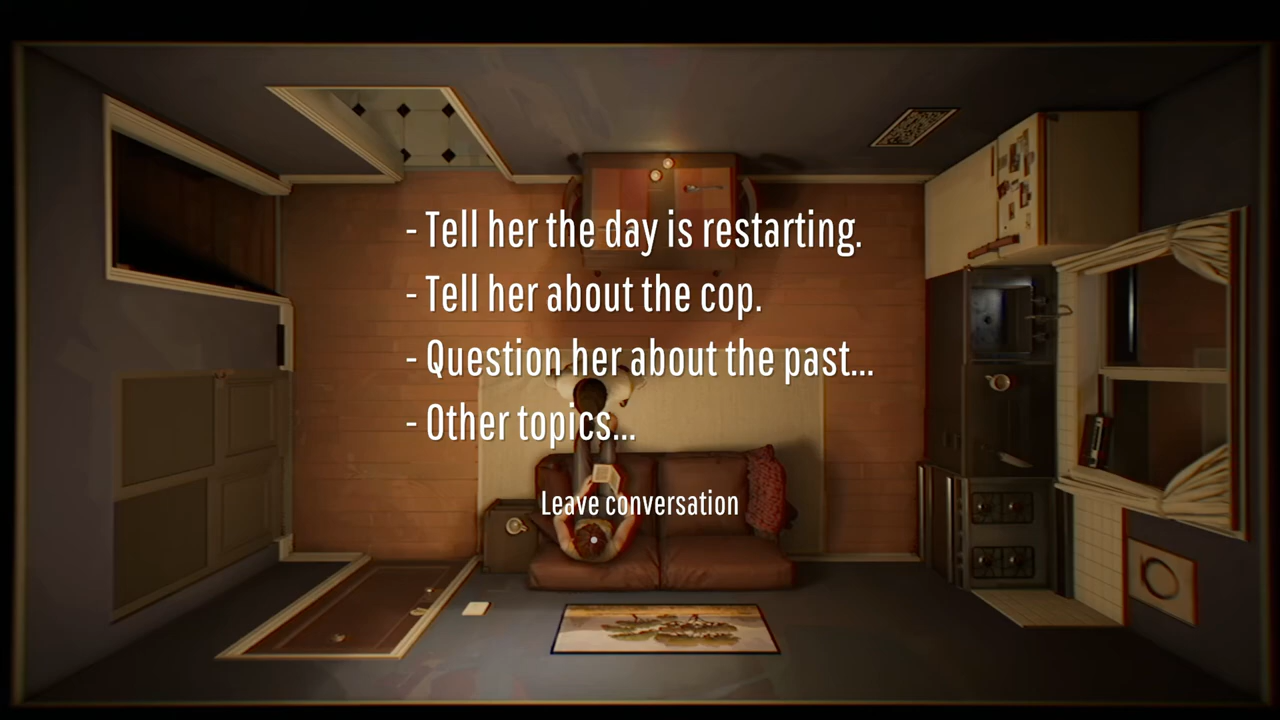 - Tell her the day is restarting.
- Tell her about the cop.
- Question her about the past...
- Other topics...
Leave conversation